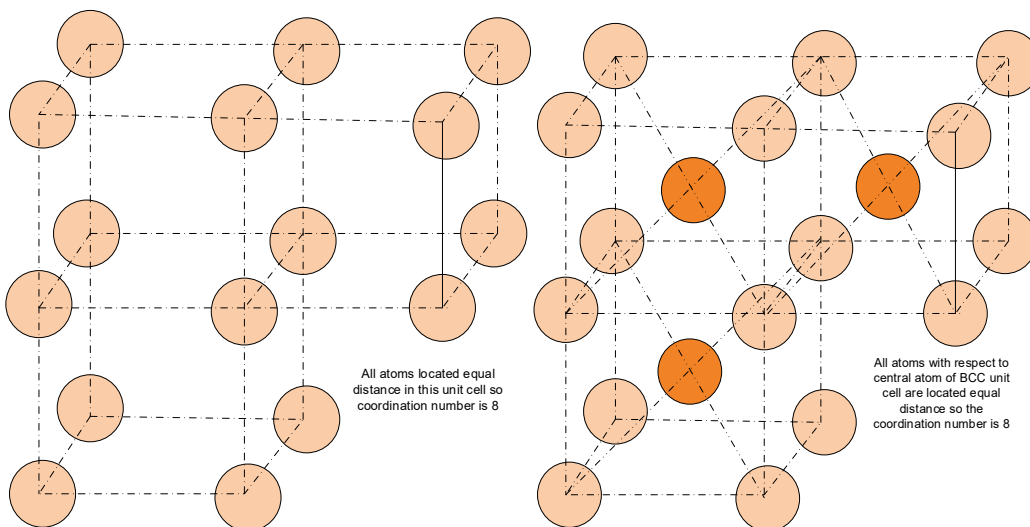 All atoms located equal
distance in this unit cell so
coordination number is 8
All atoms with respect to
central atom of BCC unit
cell are located equal
distance so the
coordination number is 8